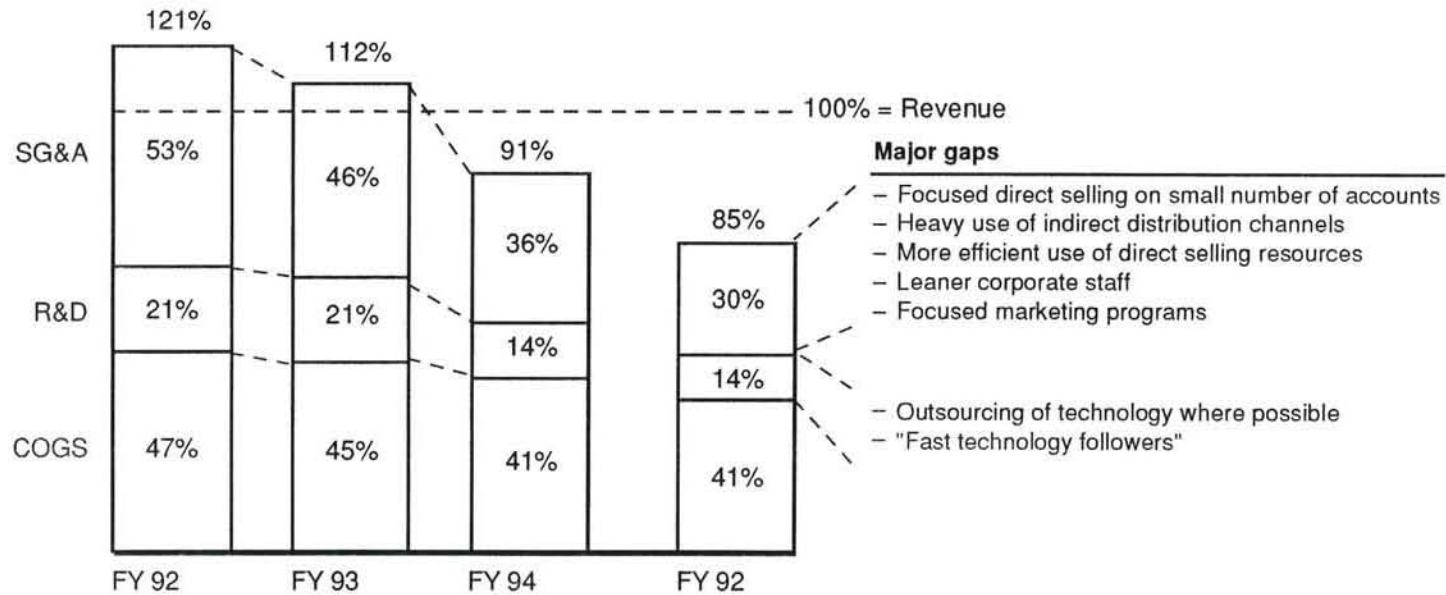 121%
112%
100% = Revenue
SG&A
53%
46%
91%
36%
85%
30%
Major gaps
– Focused direct selling on small number of accounts
– Heavy use of indirect distribution channels
– More efficient use of direct selling resources
– Leaner corporate staff
– Focused marketing programs
R&D
21%
21%
14%
14%
– Outsourcing of technology where possible
– "Fast technology followers"
COGS
47%
45%
41%
41%
FY 92
FY 93
FY 94
FY 92